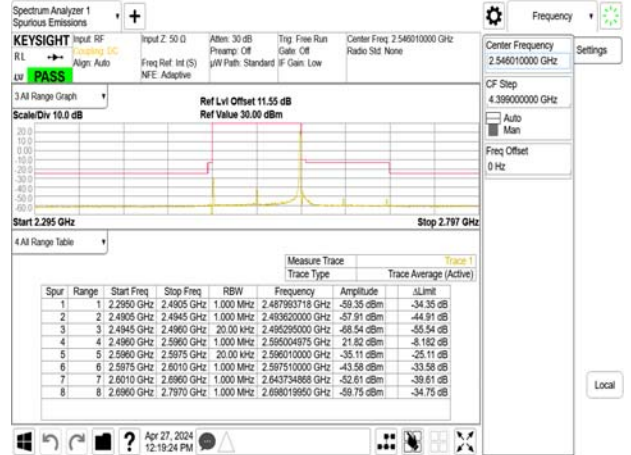 Spectrum Analyzer 1
Spurious Emissions
Frequency
KEYSIGHT
Input: RF
Coupling: DC
Align: Auto
Input Z: 50 Ω
Freq Ref: Int (S)
NFE: Adaptive
Atten: 30 dB
Preamp: Off
µW Path: Standard
Trig: Free Run
Gate: Off
IF Gain: Low
Center Freq: 2.546010000 GHz
Radio Std: None
RL
PASS
3 All Range Graph
Scale/Div 10.0 dB
Ref Lvl Offset 11.55 dB
Ref Value 30.00 dBm
20.0
10.0
0.00
-10.0
-20.0
-30.0
-40.0
-50.0
-60.0
Start 2.295 GHz
Stop 2.797 GHz
4 All Range Table
Measure Trace Trace 1
Trace Type Trace Average (Active)
Spur Range Start Freq Stop Freq RBW Frequency Amplitude ΔLimit
1 1 2.2950 GHz 2.4905 GHz 1.000 MHz 2.487993718 GHz -59.35 dBm -34.35 dB
2 2 2.4905 GHz 2.4945 GHz 1.000 MHz 2.493620000 GHz -57.91 dBm -44.91 dB
3 3 2.4945 GHz 2.4960 GHz 20.00 kHz 2.495295000 GHz -68.54 dBm -55.54 dB
4 4 2.4960 GHz 2.5960 GHz 1.000 MHz 2.595004975 GHz 21.82 dBm -8.182 dB
5 5 2.5960 GHz 2.5975 GHz 20.00 kHz 2.596010000 GHz -35.11 dBm -25.11 dB
6 6 2.5975 GHz 2.6010 GHz 1.000 MHz 2.597510000 GHz -43.58 dBm -33.58 dB
7 7 2.6010 GHz 2.6960 GHz 1.000 MHz 2.643734868 GHz -52.61 dBm -39.61 dB
8 8 2.6960 GHz 2.7970 GHz 1.000 MHz 2.698019950 GHz -59.75 dBm -34.75 dB
Center Frequency
2.546010000 GHz
Settings
CF Step
4.399000000 GHz
Auto
Man
Freq Offset
0 Hz
Local
Apr 27, 2024
12:19:24 PM